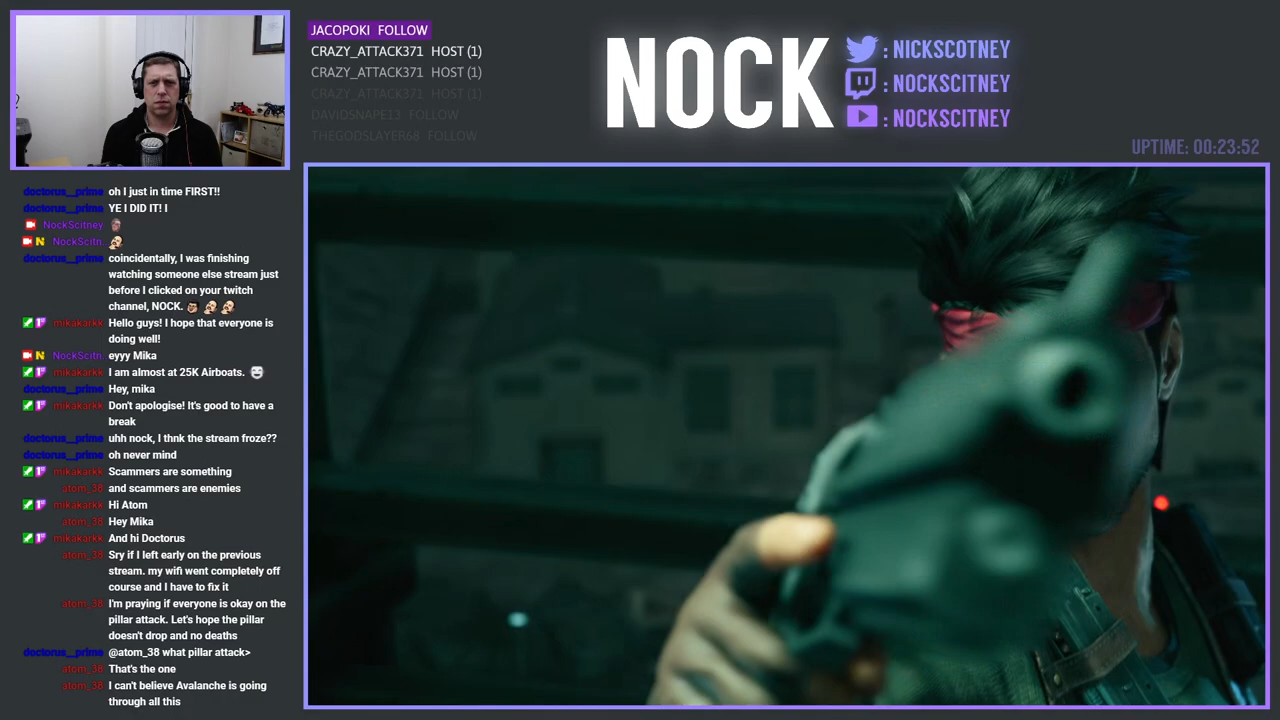 JACOPOKI FOLLOW
CRAZY_ATTACK371 HOST (1)
CRAZY_ATTACK371 HOST (1)
CRAZY_ATTACK371 HOST (1)
DAVIDSNAPE13 FOLLOW
THEGODSLAYER68 FOLLOW
NOCK
: NICKSCOTNEY
: NOCKSCITNEY
: NOCKSCITNEY
UPTIME: 00:23:52
doctorus__prime oh I just in time FIRST!!
doctorus__prime YE I DID IT! I
NockScitney
NockScitn.
doctorus__prime coincidentally, I was finishing
watching someone else stream just
before I clicked on your twitch
channel, NOCK.
mikakarkk Hello guys! I hope that everyone is
doing well!
NockScitn. eyyy Mika
mikakarkk I am almost at 25K Airboats.
doctorus__prime Hey, mika
mikakarkk Don't apologise! It's good to have a
break
doctorus__prime uhh nock, I thnk the stream froze??
doctorus__prime oh never mind
mikakarkk Scammers are something
atom_38 and scammers are enemies
mikakarkk Hi Atom
atom_38 Hey Mika
mikakarkk And hi Doctorus
atom_38 Sry if I left early on the previous
stream. my wifi went completely off
course and I have to fix it
atom_38 I'm praying if everyone is okay on the
pillar attack. Let's hope the pillar
doesn't drop and no deaths
doctorus__prime @atom_38 what pillar attack>
atom_38 That's the one
atom_38 I can't believe Avalanche is going
through all this